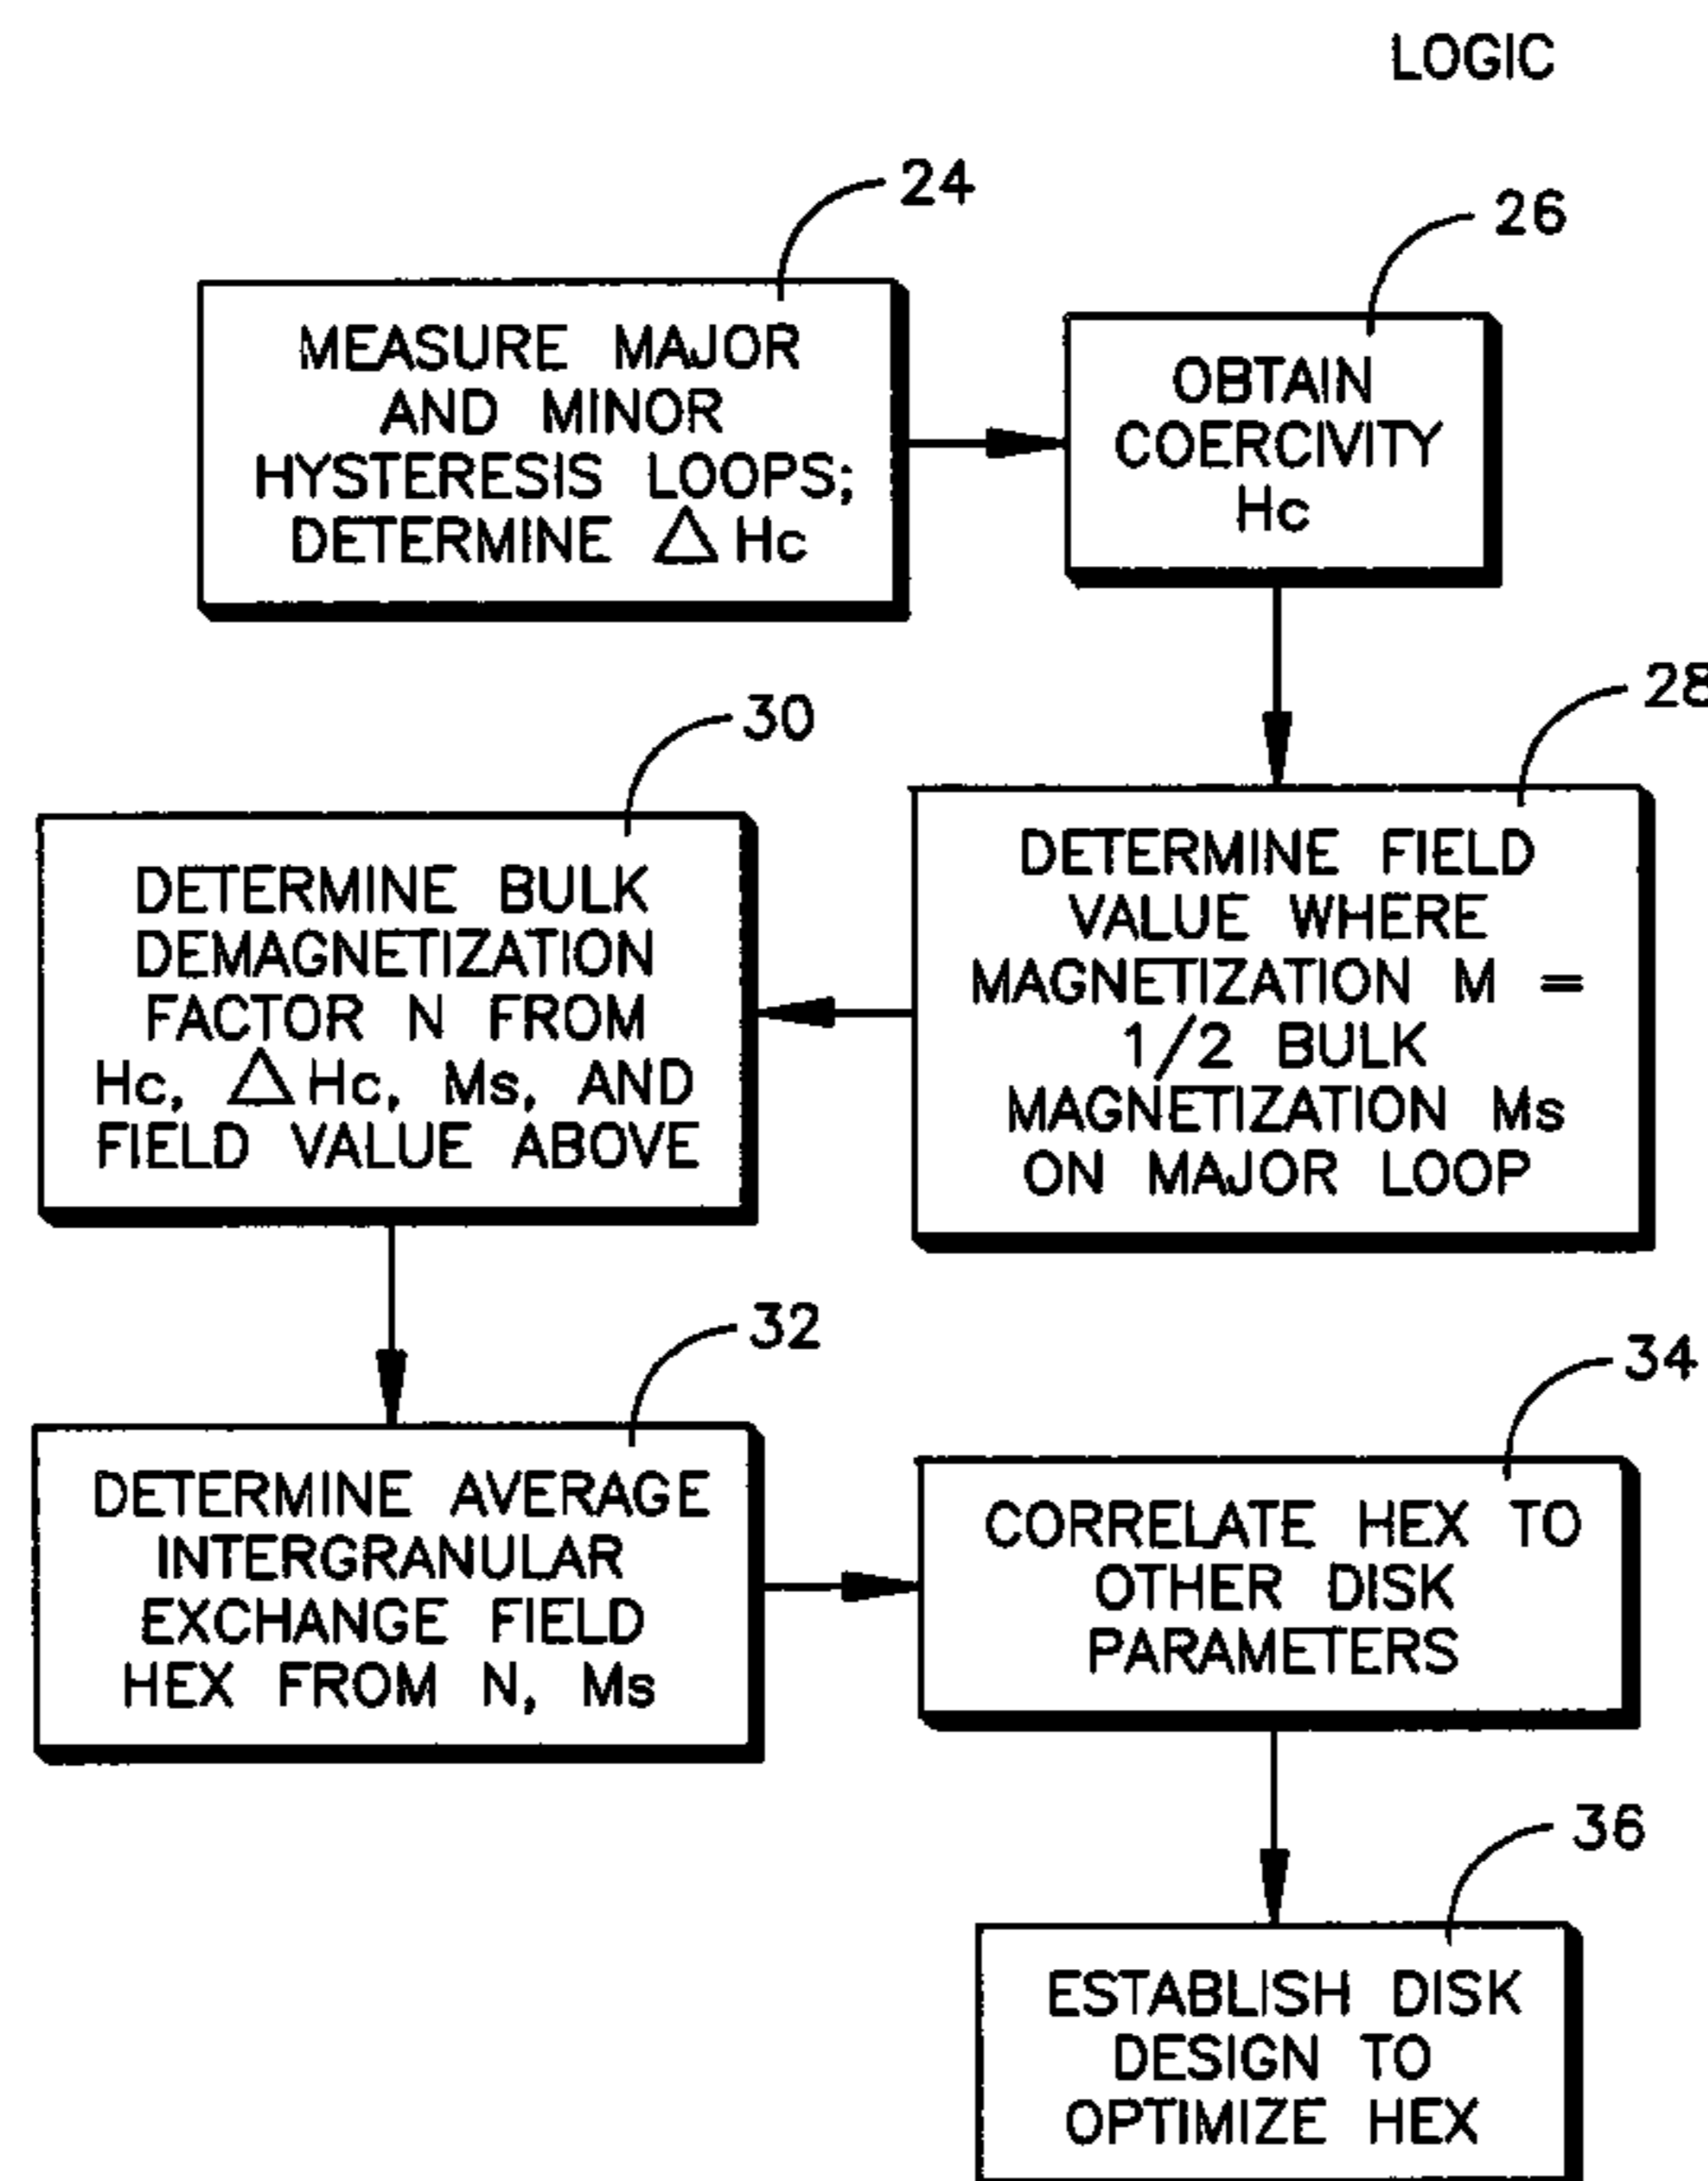 LOGIC
24
MEASURE MAJOR
AND MINOR
HYSTERESIS LOOPS;
DETERMINE △ Hc
26
OBTAIN
COERCIVITY
Hc
28
DETERMINE FIELD
VALUE WHERE
MAGNETIZATION M =
1/2 BULK
MAGNETIZATION Ms
ON MAJOR LOOP
30
DETERMINE BULK
DEMAGNETIZATION
FACTOR N FROM
Hc, △ Hc, Ms, AND
FIELD VALUE ABOVE
32
DETERMINE AVERAGE
INTERGRANULAR
EXCHANGE FIELD
HEX FROM N, Ms
34
CORRELATE HEX TO
OTHER DISK
PARAMETERS
36
ESTABLISH DISK
DESIGN TO
OPTIMIZE HEX